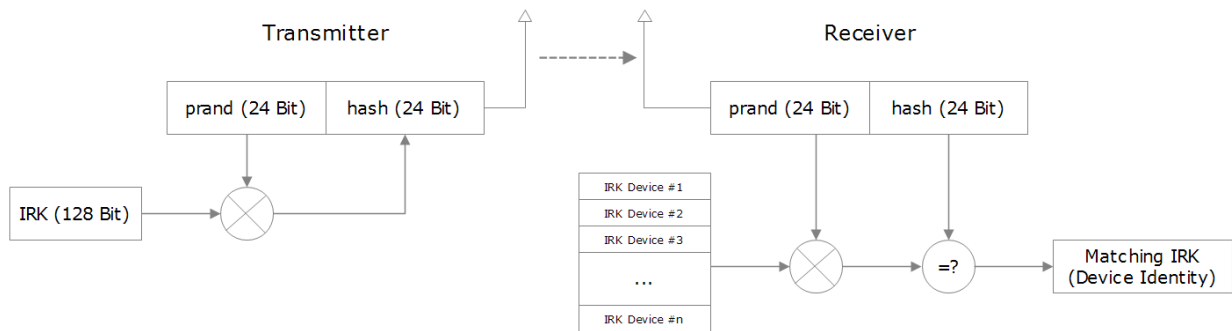 Transmitter
prand (24 Bit)
hash (24 Bit)
IRK (128 Bit)
Receiver
prand (24 Bit)
hash (24 Bit)
IRK Device #1
IRK Device #2
IRK Device #3
...
IRK Device #n
=?
Matching IRK
(Device Identity)